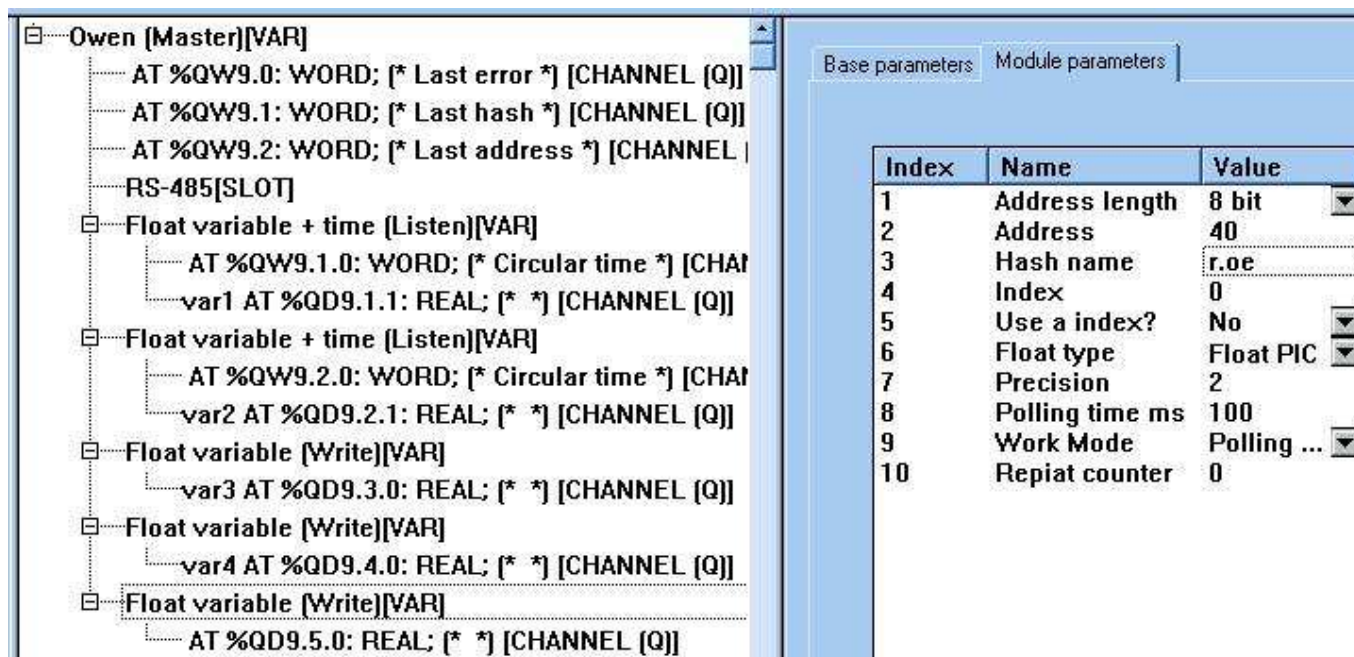 Owen (Master)[VAR]
AT %QW9.0: WORD; (* Last error *) [CHANNEL (Q)]
AT %QW9.1: WORD; (* Last hash *) [CHANNEL (Q)]
AT %QW9.2: WORD; (* Last address *) [CHANNEL (
RS-485[SLOT]
Float variable + time (Listen)[VAR]
AT %QW9.1.0: WORD; (* Circular time *) [CHAN
var1 AT %QD9.1.1: REAL; (* *) [CHANNEL (Q)]
Float variable + time (Listen)[VAR]
AT %QW9.2.0: WORD; (* Circular time *) [CHAN
var2 AT %QD9.2.1: REAL; (* *) [CHANNEL (Q)]
Float variable (Write)[VAR]
var3 AT %QD9.3.0: REAL; (* *) [CHANNEL (Q)]
Float variable (Write)[VAR]
var4 AT %QD9.4.0: REAL; (* *) [CHANNEL (Q)]
Float variable (Write)[VAR]
AT %QD9.5.0: REAL; (* *) [CHANNEL (Q)]
Base parameters Module parameters
Index Name Value
1 Address length 8 bit
2 Address 40
3 Hash name r.oe
4 Index 0
5 Use a index? No
6 Float type Float PIC
7 Precision 2
8 Polling time ms 100
9 Work Mode Polling ...
10 Repiat counter 0